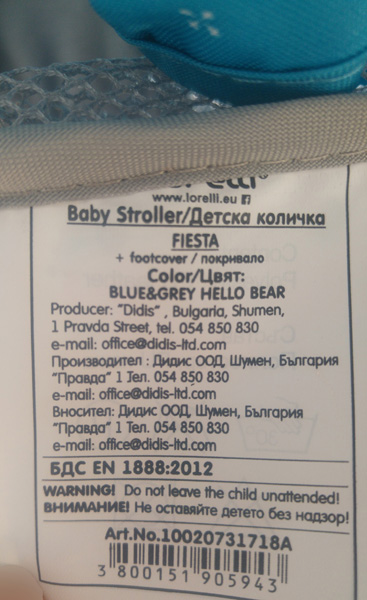 www.lorelli.eu
Baby Stroller/Детска количка
FIESTA
+ footcover / покривало
Color/Цвят:
BLUE&GREY HELLO BEAR
Producer: "Didis" , Bulgaria, Shumen,
1 Pravda Street, tel. 054 850 830
e-mail: office@didis-ltd.com
Производител : Дидис ООД, Шумен, България
"Правда" 1 Тел. 054 850 830
e-mail: office@didis-ltd.com
Вносител: Дидис ООД, Шумен, България
"Правда" 1 Тел. 054 850 830
e-mail: office@didis-ltd.com
БДС EN 1888:2012
WARNING! Do not leave the child unattended!
ВНИМАНИЕ! Не оставяйте детето без надзор!
Art.No.10020731718A
3 800151 905943